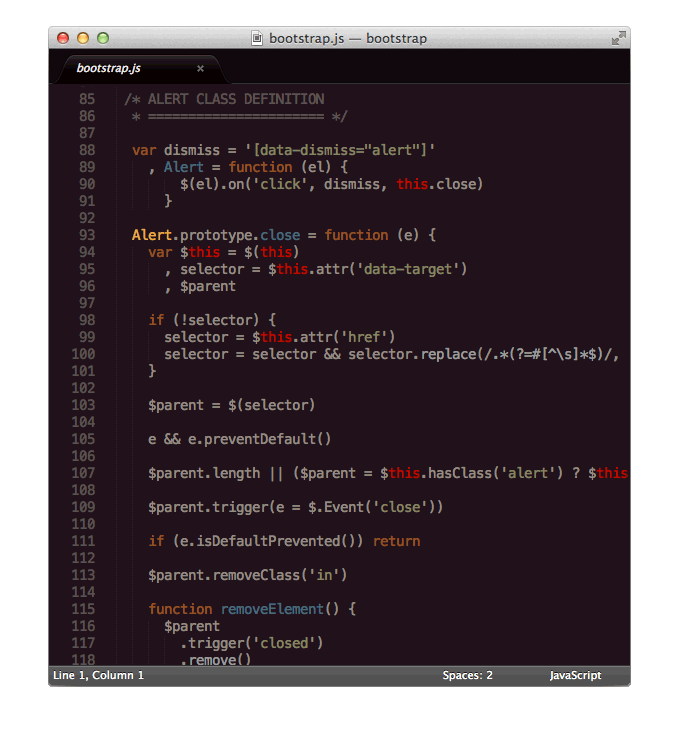 bootstrap.js — bootstrap
bootstrap.js ×
85 /* ALERT CLASS DEFINITION
86 * ====================== */
87
88 var dismiss = '[data-dismiss="alert"]'
89 , Alert = function (el) {
90 $(el).on('click', dismiss, this.close)
91 }
92
93 Alert.prototype.close = function (e) {
94 var $this = $(this)
95 , selector = $this.attr('data-target')
96 , $parent
97
98 if (!selector) {
99 selector = $this.attr('href')
100 selector = selector && selector.replace(/.*(?=#[^\s]*$)/,
101 }
102
103 $parent = $(selector)
104
105 e && e.preventDefault()
106
107 $parent.length || ($parent = $this.hasClass('alert') ? $this
108
109 $parent.trigger(e = $.Event('close'))
110
111 if (e.isDefaultPrevented()) return
112
113 $parent.removeClass('in')
114
115 function removeElement() {
116 $parent
117 .trigger('closed')
118 .remove()
Line 1, Column 1 Spaces: 2 JavaScript